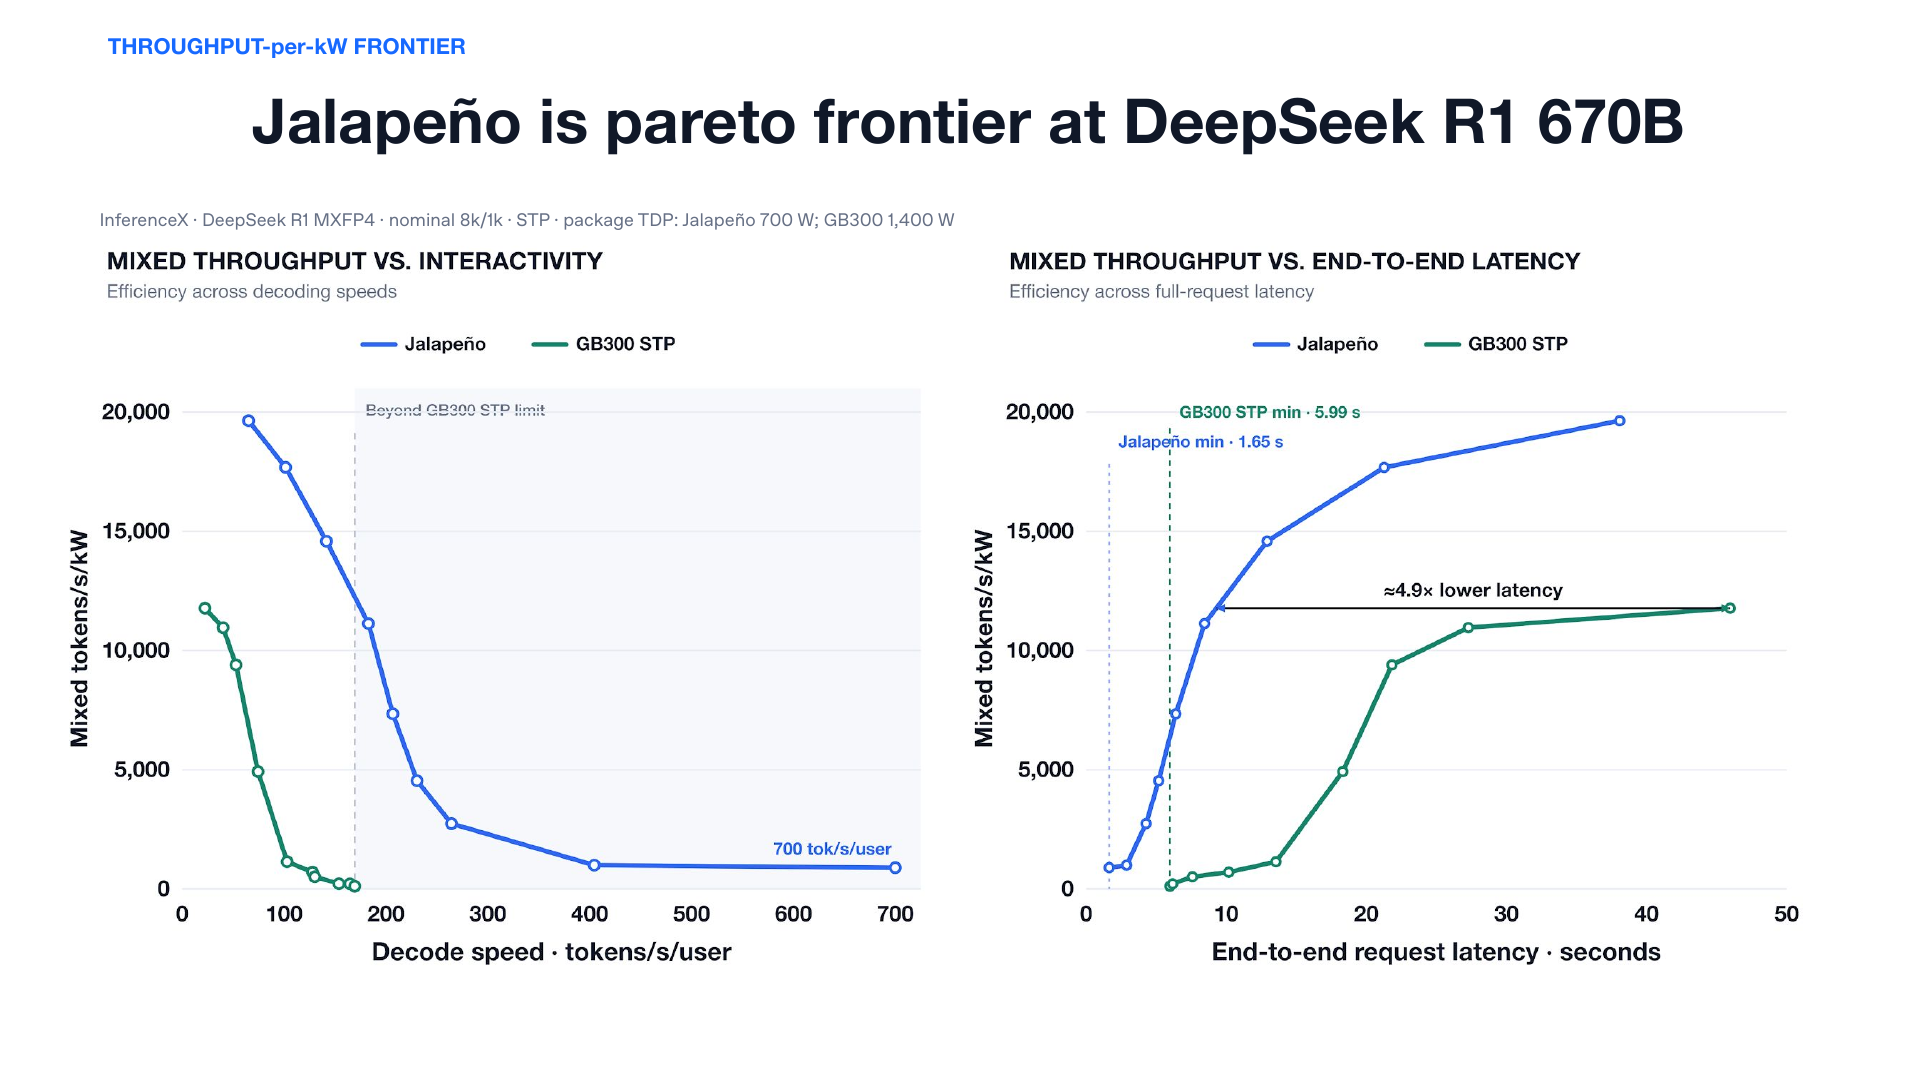 THROUGHPUT-per-kW FRONTIER
Jalapeño is pareto frontier at DeepSeek R1 670B
InferenceX · DeepSeek R1 MXFP4 · nominal 8k/1k · STP · package TDP: Jalapeño 700 W; GB300 1,400 W
MIXED THROUGHPUT VS. INTERACTIVITY
Efficiency across decoding speeds
Jalapeño GB300 STP
Beyond GB300 STP limit
20,000
15,000
10,000
5,000
0
Mixed tokens/s/kW
700 tok/s/user
0 100 200 300 400 500 600 700
Decode speed · tokens/s/user
MIXED THROUGHPUT VS. END-TO-END LATENCY
Efficiency across full-request latency
Jalapeño GB300 STP
GB300 STP min · 5.99 s
Jalapeño min · 1.65 s
20,000
15,000
10,000
5,000
0
Mixed tokens/s/kW
≈4.9× lower latency
0 10 20 30 40 50
End-to-end request latency · seconds